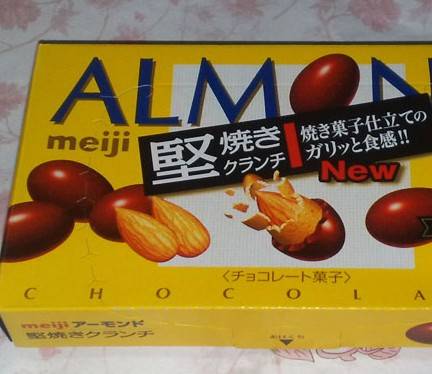 ALMON
meiji
堅焼きクランチ
焼き菓子仕立ての
ガリッと食感!!
New
〈チョコレート菓子〉
CHOCOLA
meiji アーモンド
堅焼きクランチ